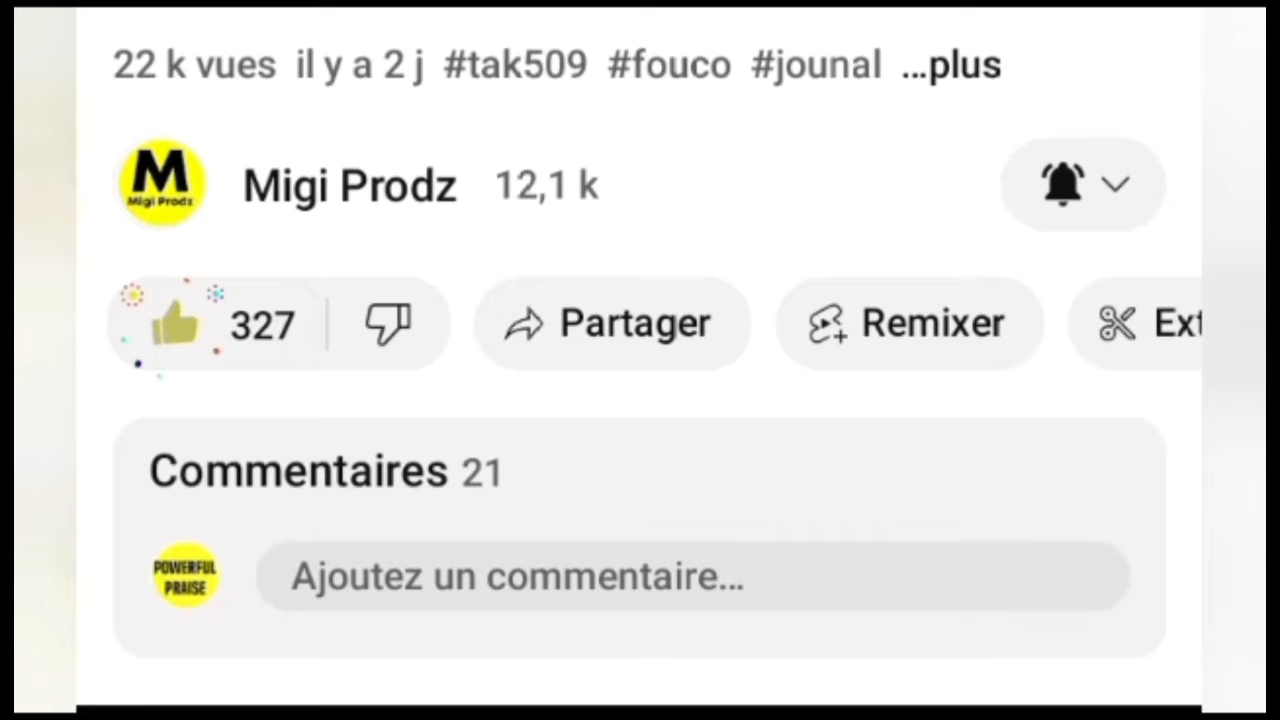 22 k vues il y a 2 j #tak509 #fouco #jounal ...plus
M
Migi Prodz
Migi Prodz 12,1 k
327 Partager Remixer Ext
Commentaires 21
POWERFUL
PRAISE
Ajoutez un commentaire...